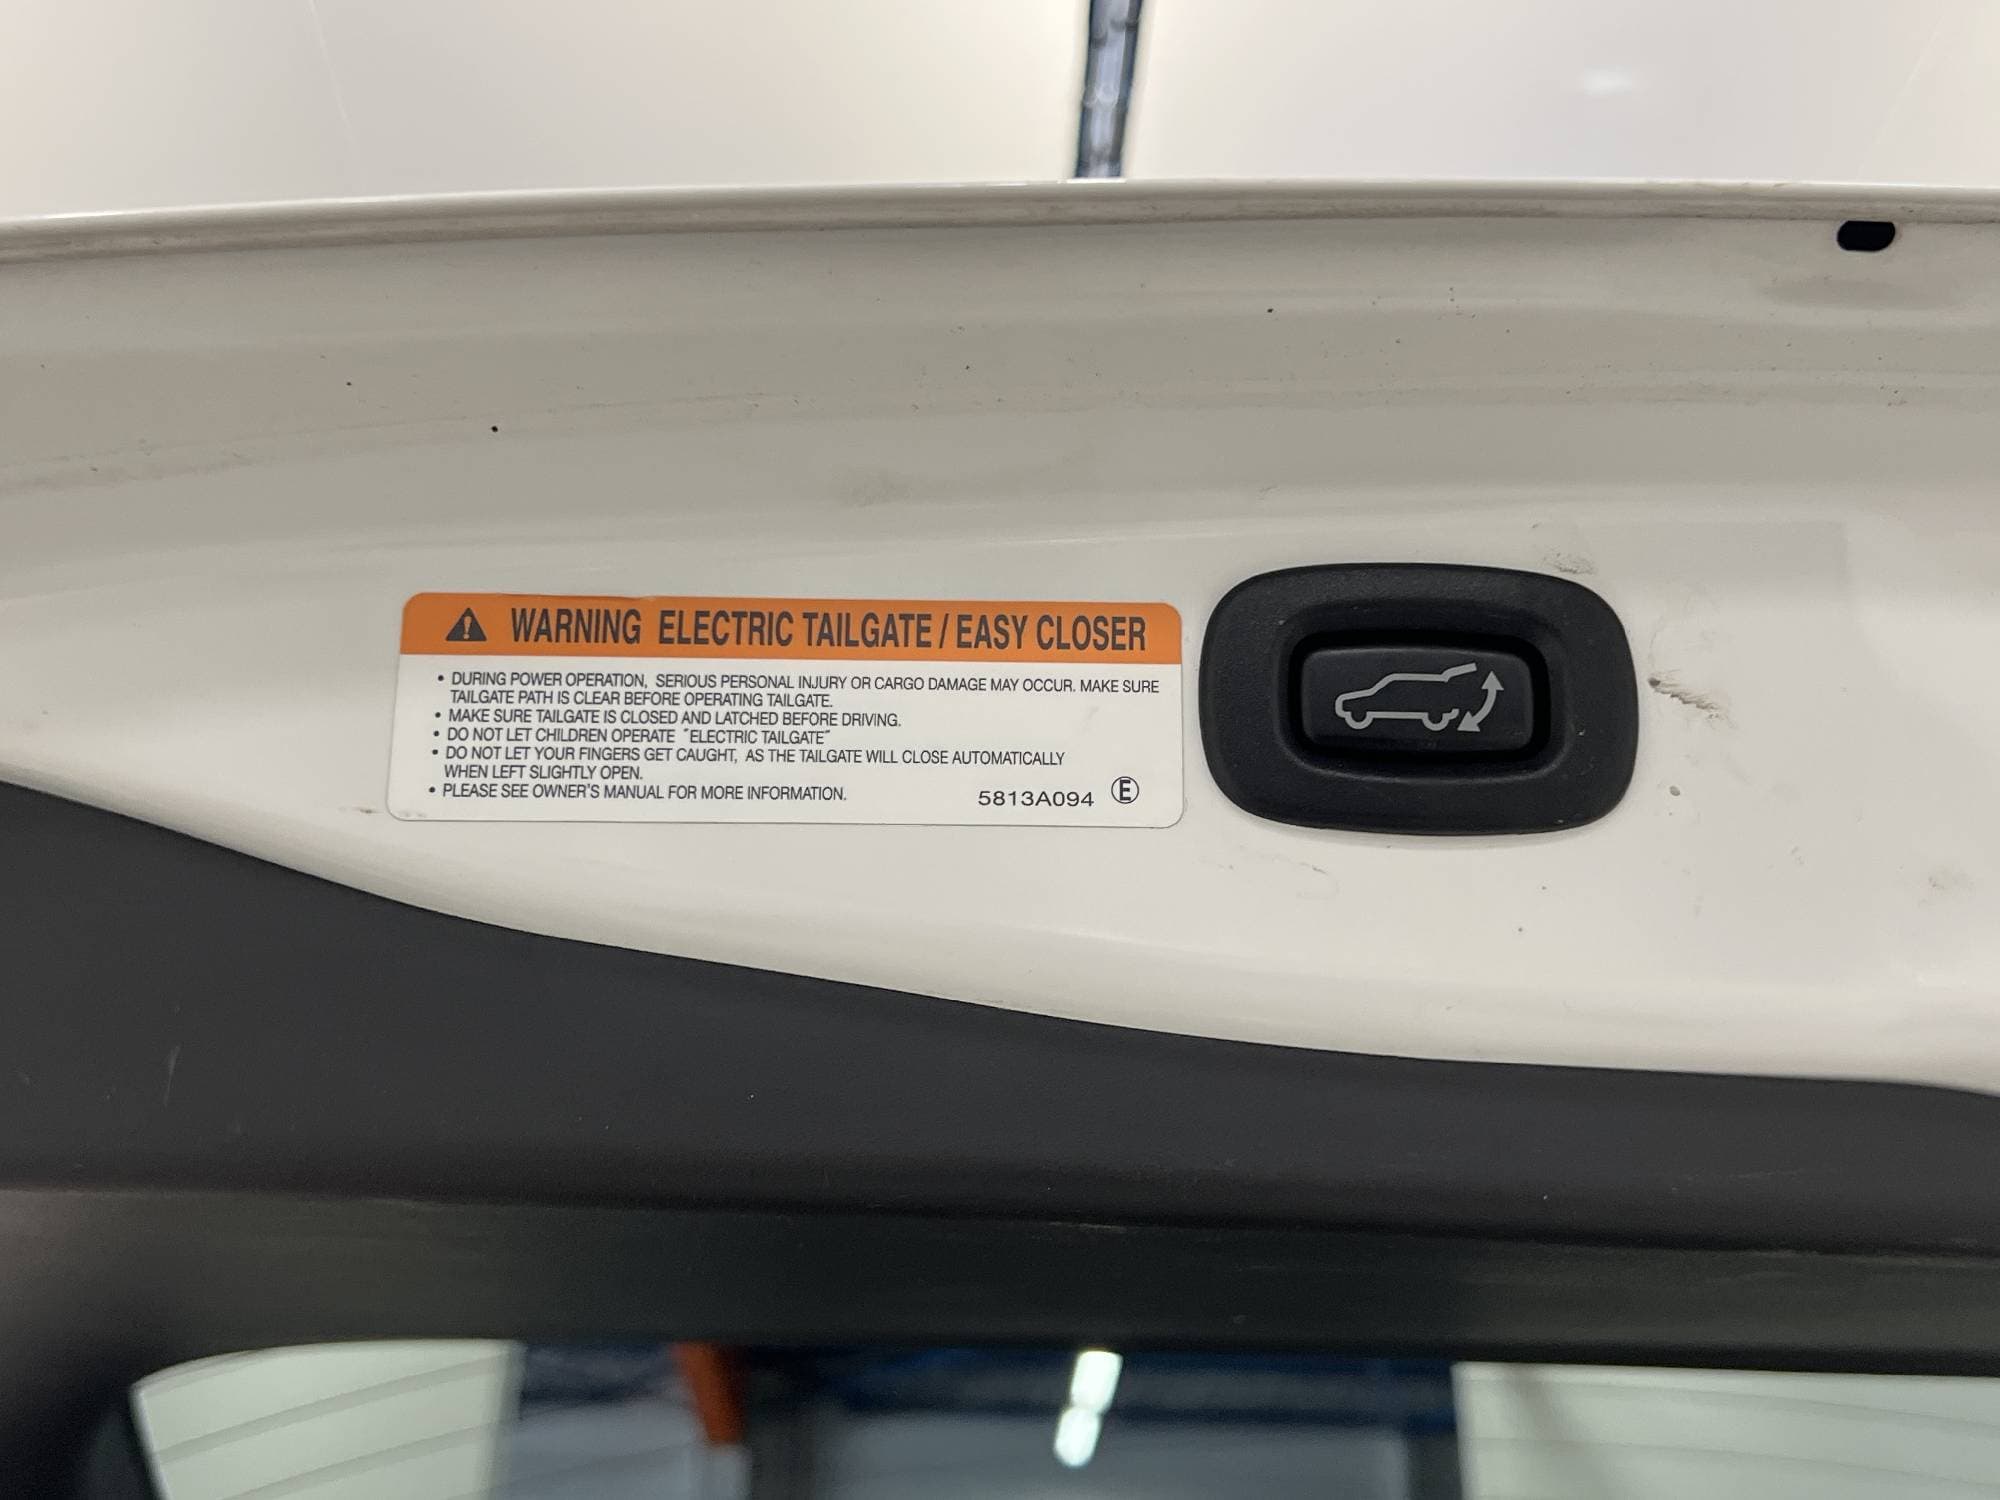 WARNING ELECTRIC TAILGATE / EASY CLOSER
• DURING POWER OPERATION, SERIOUS PERSONAL INJURY OR CARGO DAMAGE MAY OCCUR. MAKE SURE
TAILGATE PATH IS CLEAR BEFORE OPERATING TAILGATE.
• MAKE SURE TAILGATE IS CLOSED AND LATCHED BEFORE DRIVING.
• DO NOT LET CHILDREN OPERATE "ELECTRIC TAILGATE"
• DO NOT LET YOUR FINGERS GET CAUGHT, AS THE TAILGATE WILL CLOSE AUTOMATICALLY
WHEN LEFT SLIGHTLY OPEN.
• PLEASE SEE OWNER'S MANUAL FOR MORE INFORMATION.
5813A094 Ⓔ